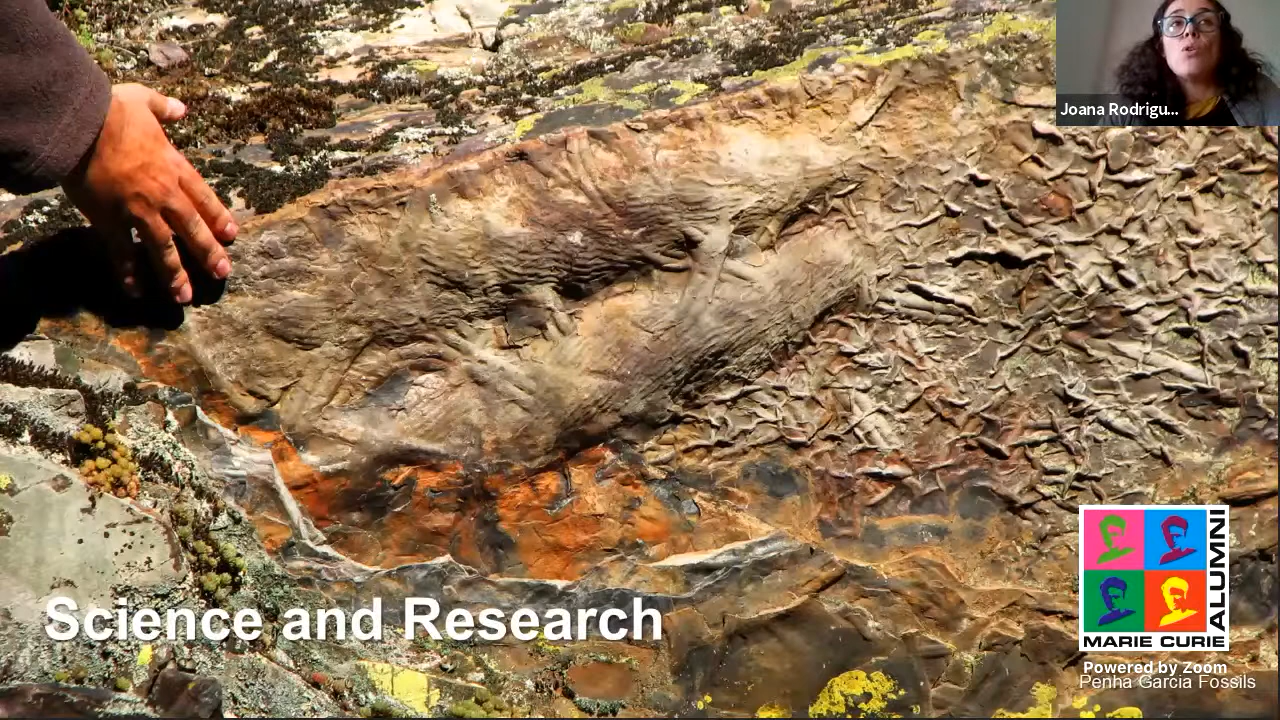 Joana Rodrigu...
Science and Research
ALUMNI
MARIE CURIE
Powered by Zoom
Penha Garcia Fossils